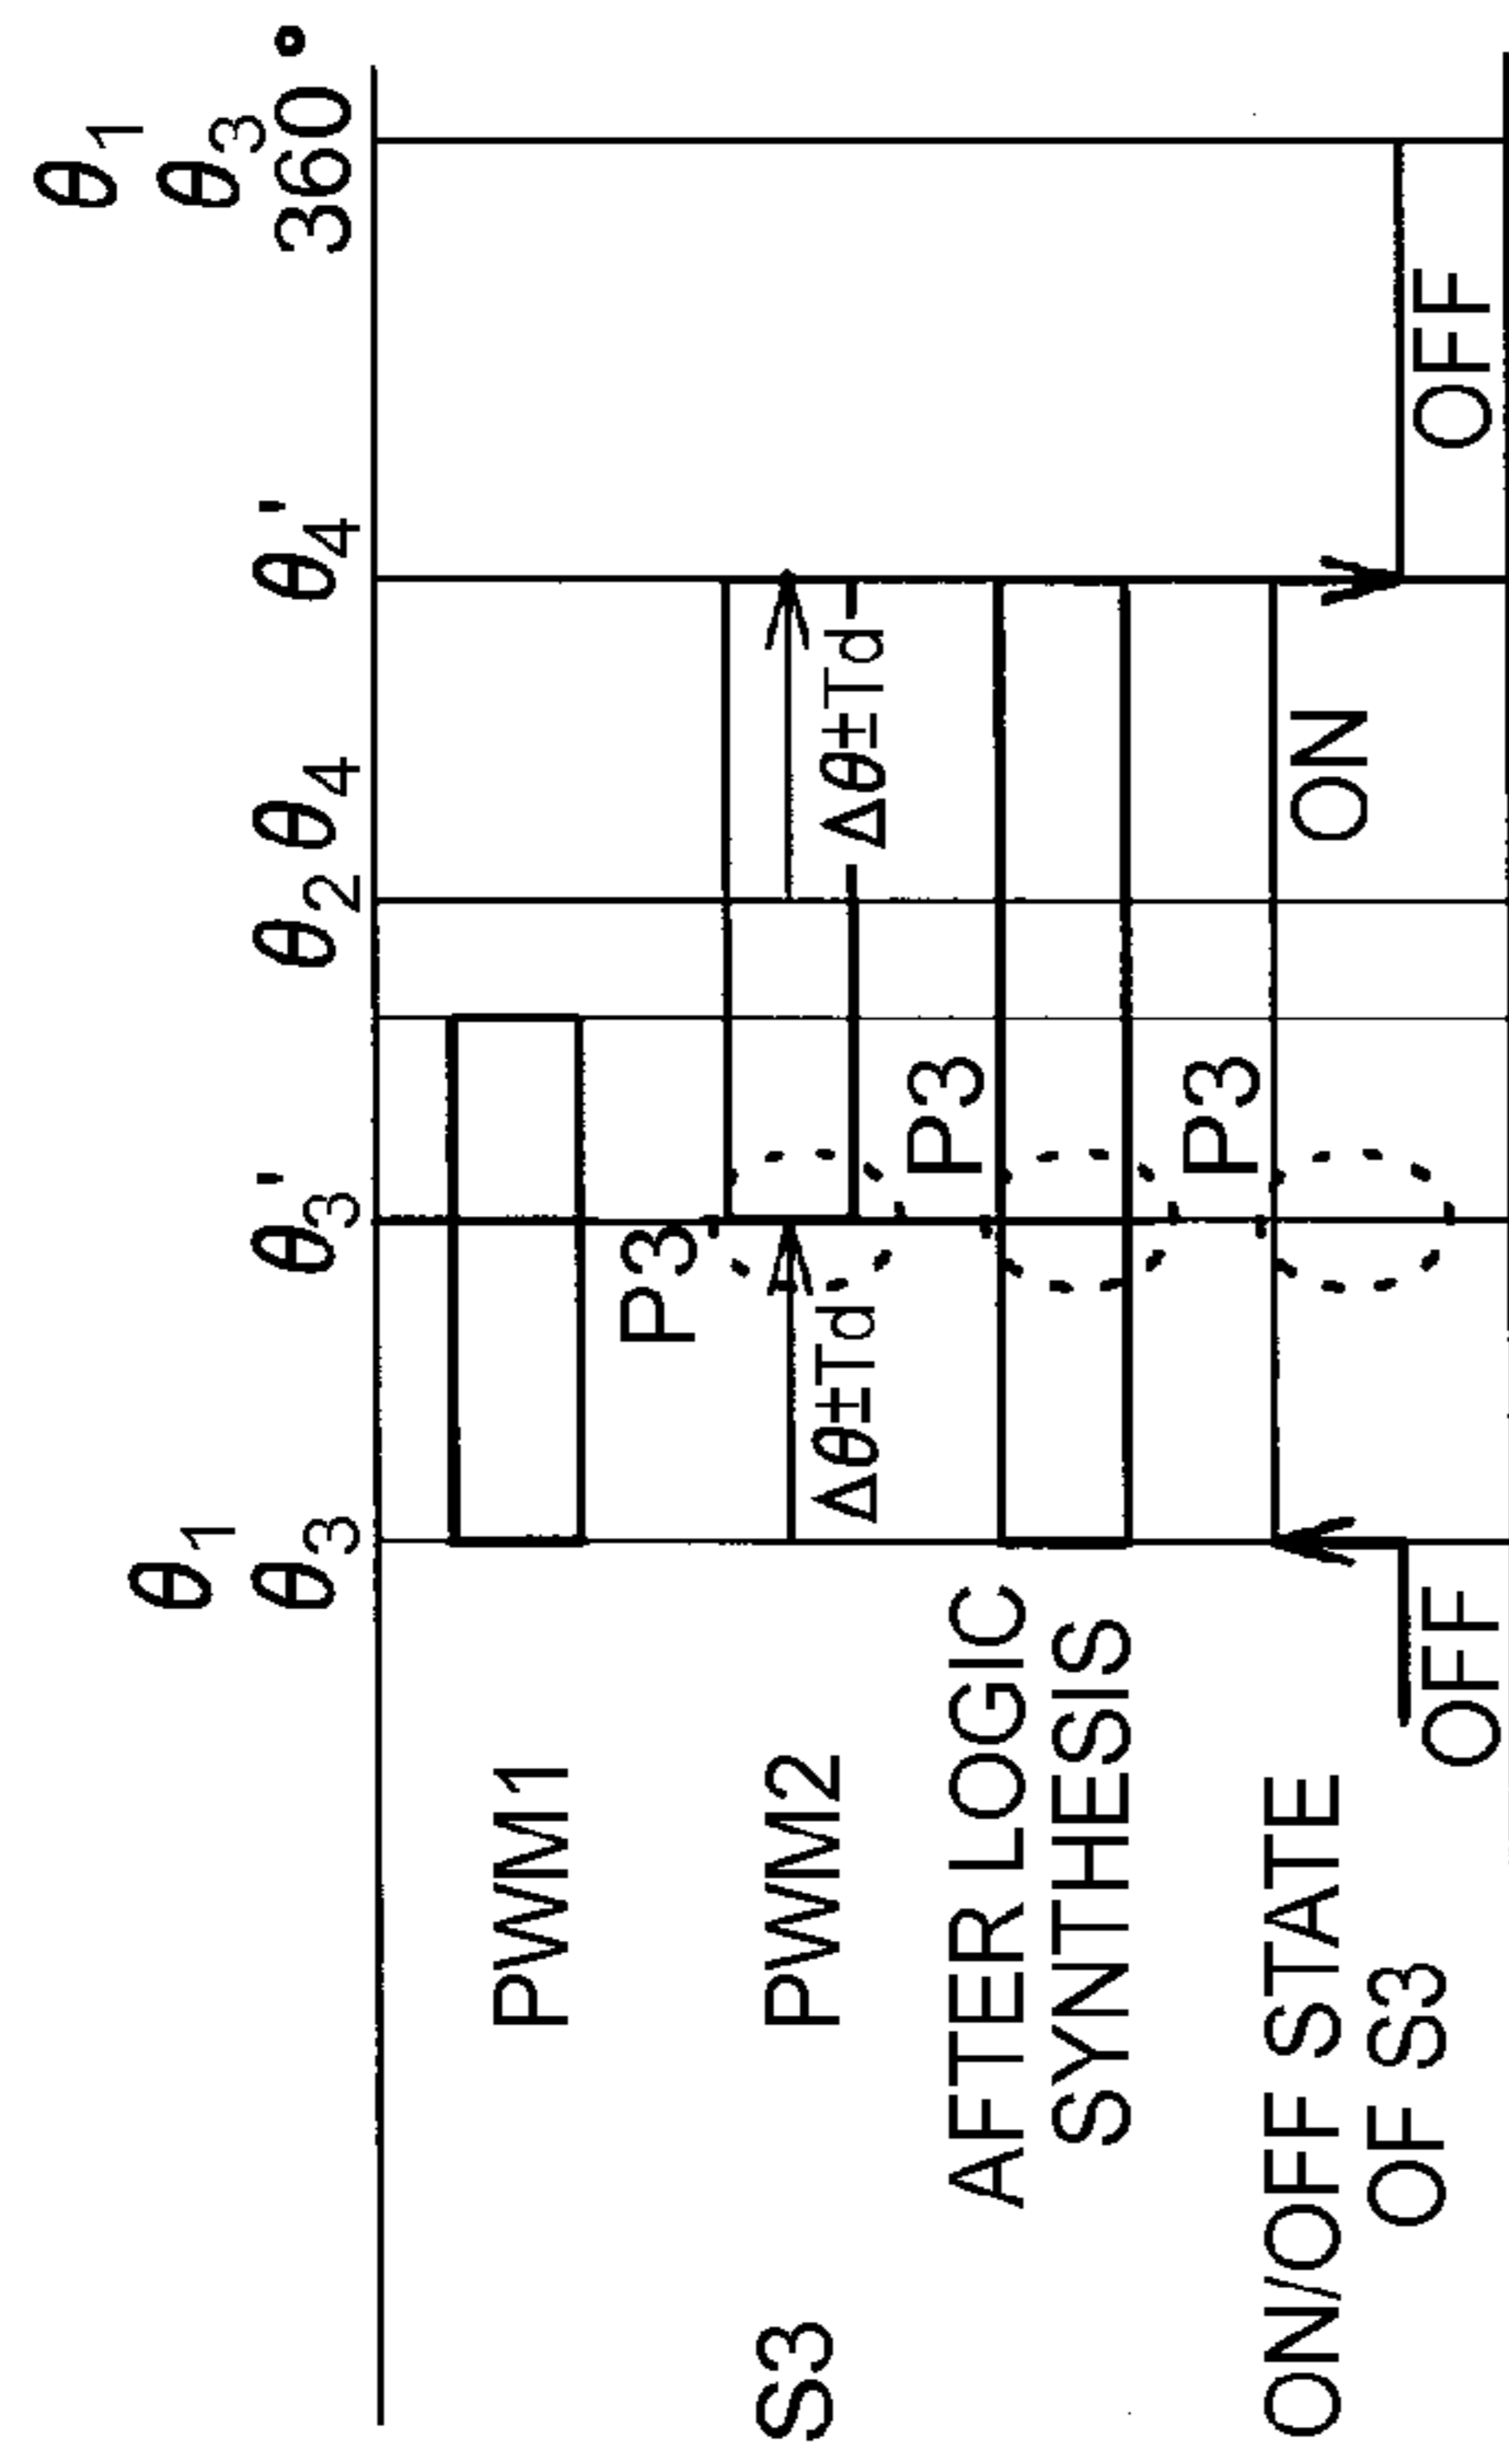 θ1 θ1
θ3 θ3' θ2 θ4 θ4' θ3
360°
PWM1
P3
S3 PWM2 Δθ±Td Δθ±Td
P3
AFTER LOGIC
SYNTHESIS
P3
ON/OFF STATE ON
OF S3
OFF OFF